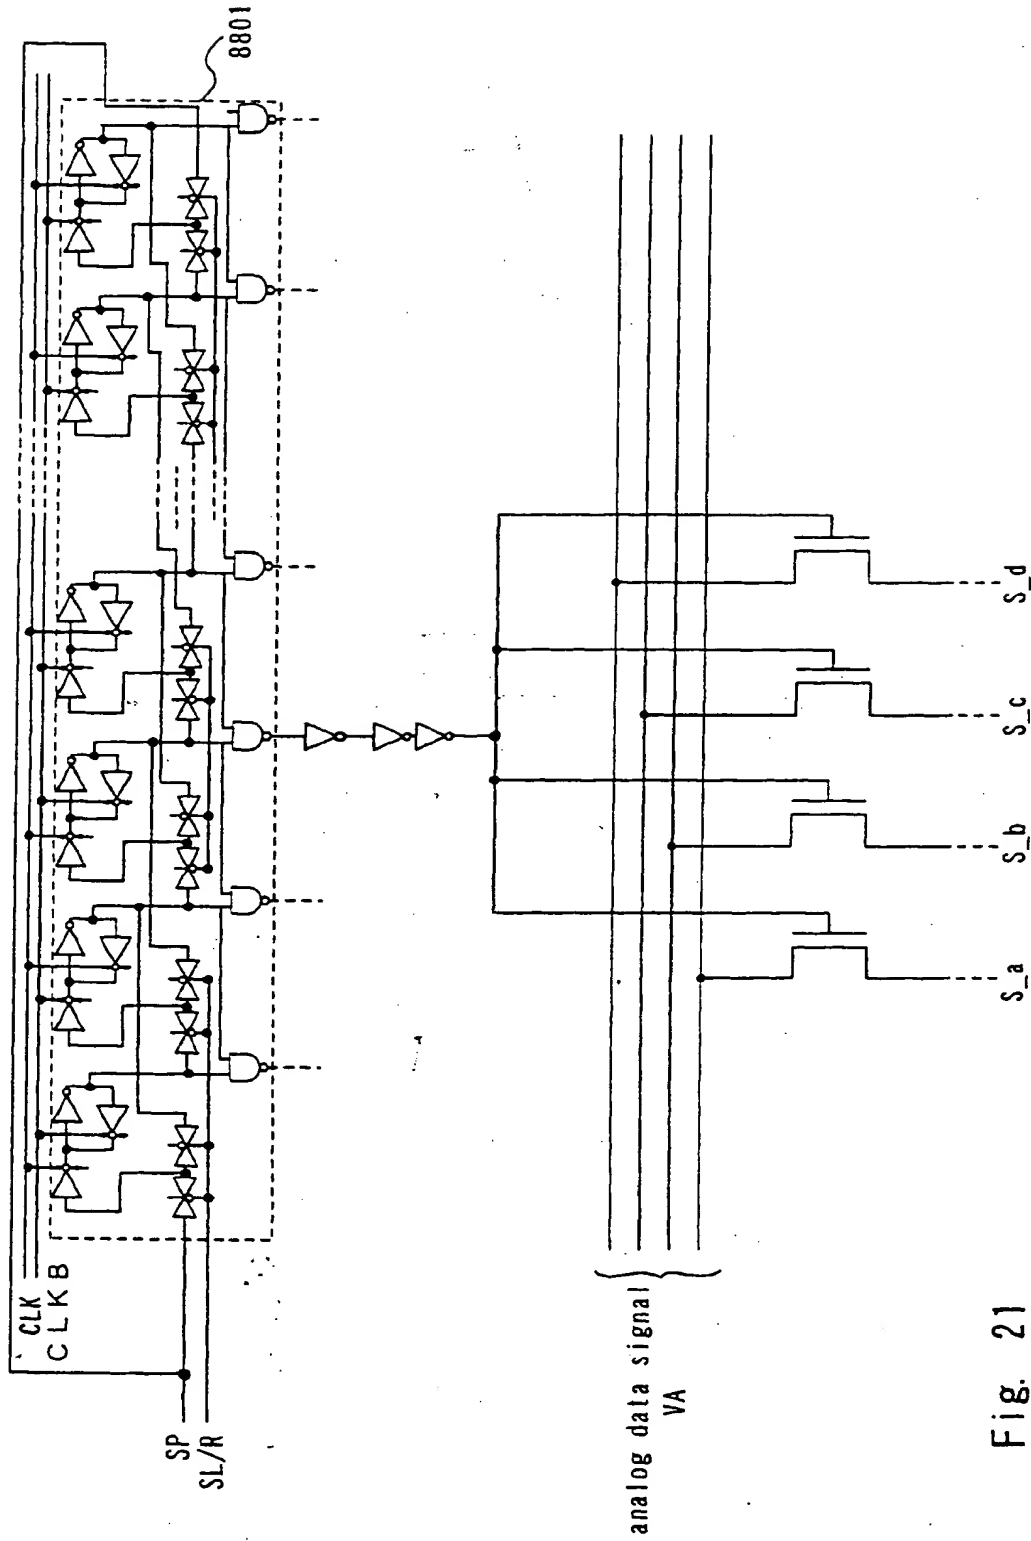 8801
CLK
CLKB
SP
SL/R
analog data signal
VA
S_a
S_b
S_c
S_d
Fig. 21